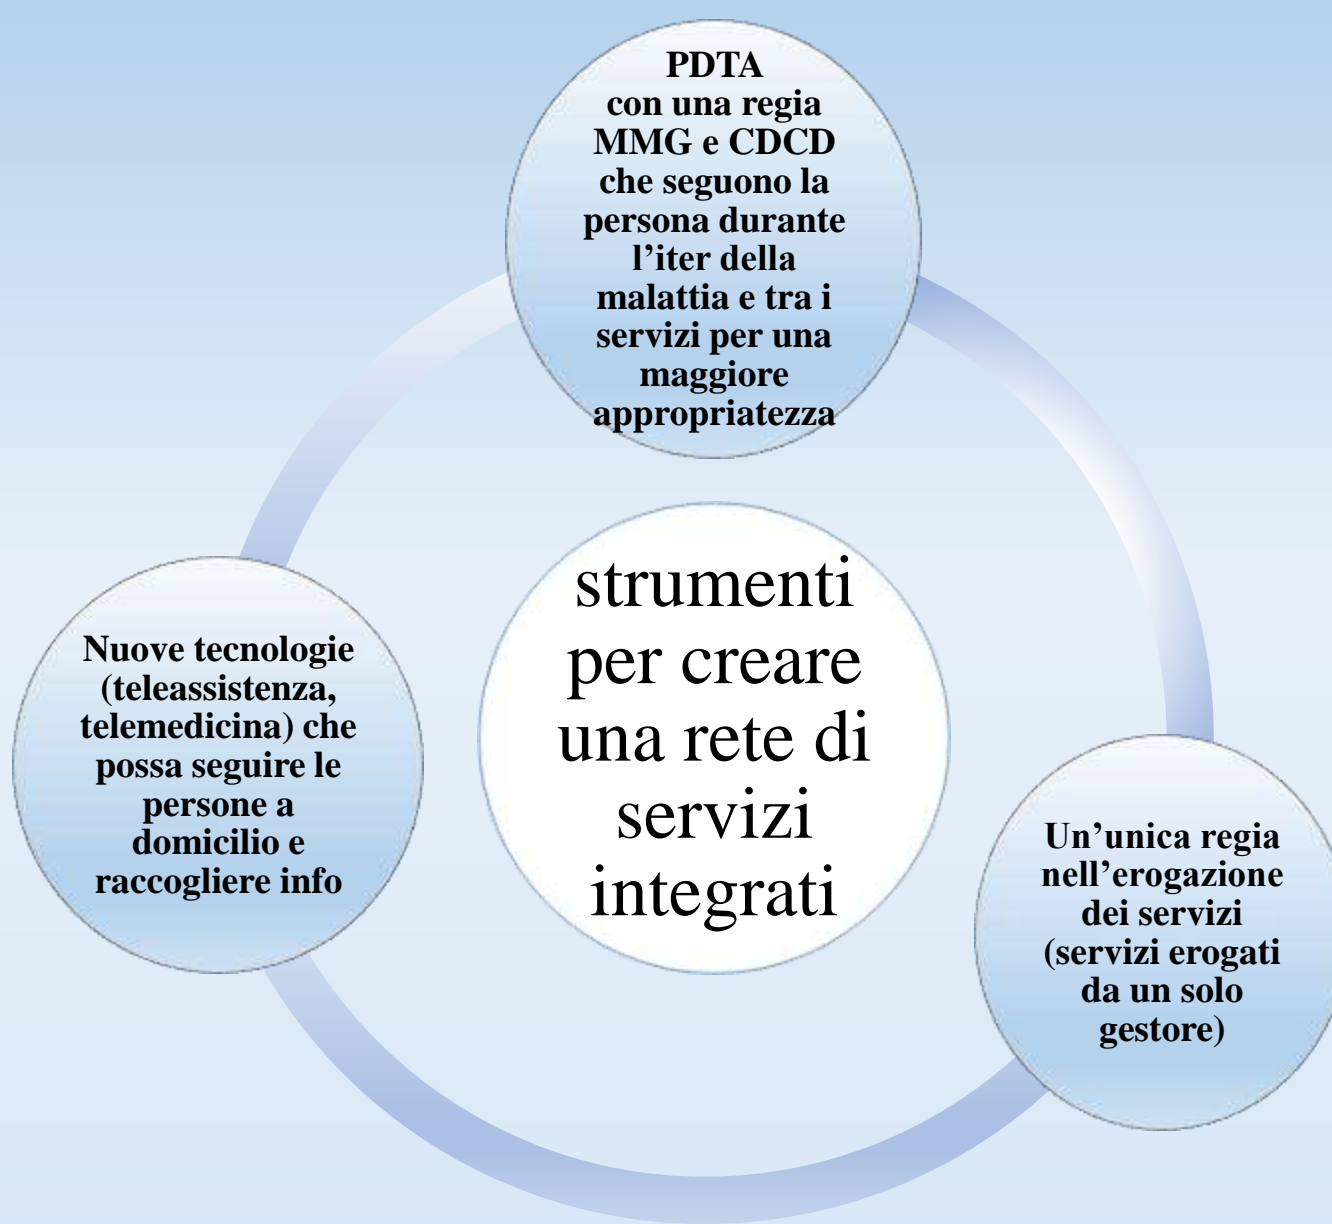 PDTA
con una regia
MMG e CDCD
che seguono la
persona durante
l’iter della
malattia e tra i
servizi per una
maggiore
appropriatezza
strumenti
per creare
una rete di
servizi
integrati
Nuove tecnologie
(teleassistenza,
telemedicina) che
possa seguire le
persone a
domicilio e
raccogliere info
Un’unica regia
nell’erogazione
dei servizi
(servizi erogati
da un solo
gestore)